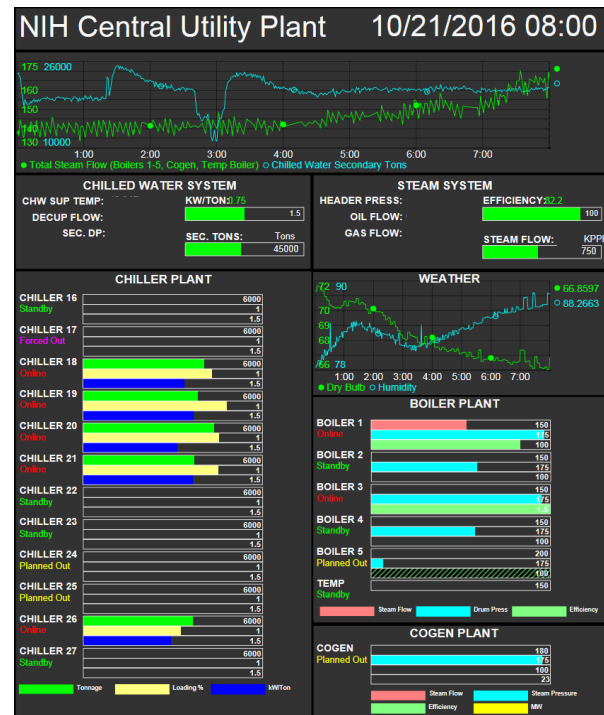 NIH Central Utility Plant 10/21/2016 08:00
175 26000
160
150
140
130 10000
1:00 2:00 3:00 4:00 5:00 6:00 7:00
Total Steam Flow (Boilers 1-5, Cogen, Temp Boiler) Chilled Water Secondary Tons
CHILLED WATER SYSTEM
CHW SUP TEMP: KW/TON: 0.75
DECUP FLOW: 1.5
SEC. DP: SEC. TONS: Tons
45000
STEAM SYSTEM
HEADER PRESS: EFFICIENCY: 82.2
OIL FLOW: 100
GAS FLOW: STEAM FLOW: KPPH
750
CHILLER PLANT
CHILLER 16 6000
Standby 1
1.5
CHILLER 17 6000
Forced Out 1
1.5
CHILLER 18 6000
Online 1
1.5
CHILLER 19 6000
Online 1
1.5
CHILLER 20 6000
Online 1
1.5
CHILLER 21 6000
Online 1
1.5
CHILLER 22 6000
Standby 1
1.5
CHILLER 23 6000
Standby 1
1.5
CHILLER 24 6000
Planned Out 1
1.5
CHILLER 25 6000
Planned Out 1
1.5
CHILLER 26 6000
Online 1
1.5
CHILLER 27 6000
Standby 1
1.5
Tonnage Loading % kW/Ton
WEATHER
72 90
66.8597
88.2663
70
69
68
66 78
1:00 2:00 3:00 4:00 5:00 6:00 7:00
Dry Bulb Humidity
BOILER PLANT
BOILER 1 150
Online 175
100
BOILER 2 150
Standby 175
100
BOILER 3 150
Online 175
1.5
BOILER 4 150
Standby 175
100
BOILER 5 200
Planned Out 175
100
TEMP 150
Standby
Steam Flow Drum Press Efficiency
COGEN PLANT
COGEN 180
Planned Out 175
100
23
Steam Flow Steam Pressure
Efficiency MW